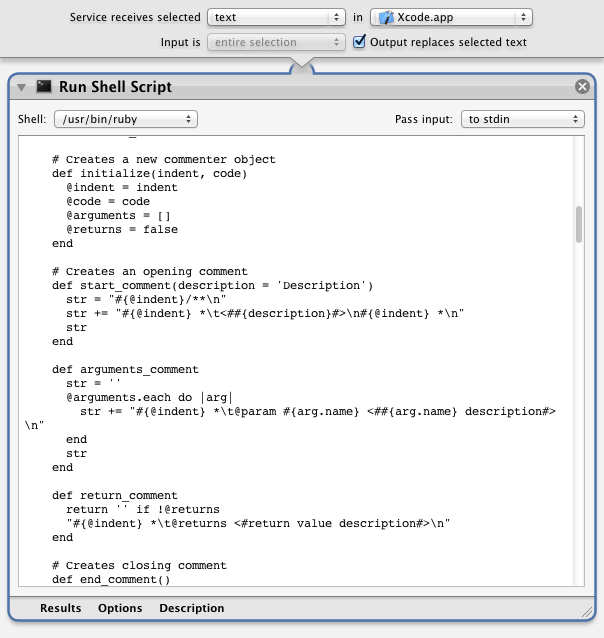 Service receives selected text in Xcode.app
Input is entire selection Output replaces selected text
Run Shell Script
Shell: /usr/bin/ruby Pass input: to stdin
# Creates a new commenter object
def initialize(indent, code)
@indent = indent
@code = code
@arguments = []
@returns = false
end
# Creates an opening comment
def start_comment(description = 'Description')
str = "#{@indent}/**\n"
str += "#{@indent} *\t<##{description}#>\n#{@indent} *\n"
str
end
def arguments_comment
str = ''
@arguments.each do |arg|
str += "#{@indent} *\t@param #{arg.name} <##{arg.name} description#>
\n"
end
str
end
def return_comment
return '' if !@returns
"#{@indent} *\t@returns <#return value description#>\n"
end
# Creates closing comment
def end_comment()
Results Options Description